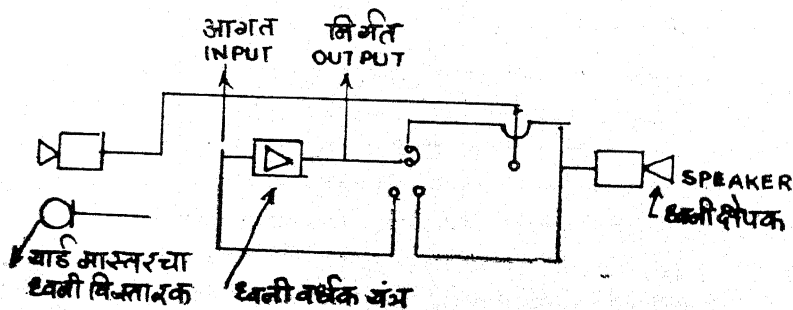 आगत
INPUT
निर्गत
OUTPUT
SPEAKER
ध्वनीक्षेपक
यार्ड मास्तरचा
ध्वनी विस्तारक
ध्वनी वर्धक यंत्र